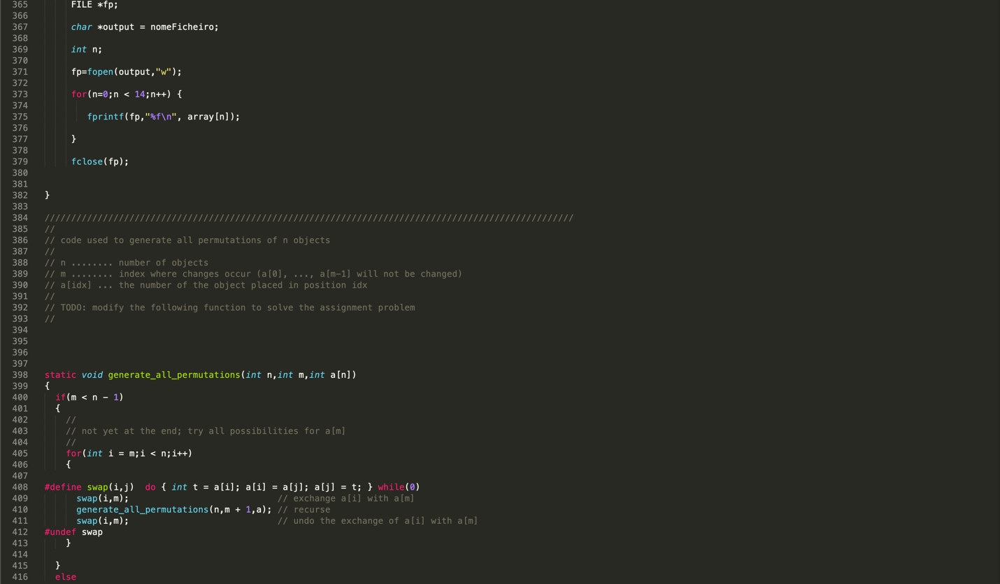 365 FILE *fp;
366
367 char *output = nomeFicheiro;
368
369 int n;
370
371 fp=fopen(output,"w");
372
373 for(n=0;n < 14;n++) {
374
375 fprintf(fp,"%f\n", array[n]);
376
377 }
378
379 fclose(fp);
380
381
382 }
383
384 ////////////////////////////////////////////////////////////////////////////////////////////////////
385 //
386 // code used to generate all permutations of n objects
387 //
388 // n ........ number of objects
389 // m ........ index where changes occur (a[0], ..., a[m-1] will not be changed)
390 // a[idx] ... the number of the object placed in position idx
391 //
392 // TODO: modify the following function to solve the assignment problem
393 //
394
395
396
397
398 static void generate_all_permutations(int n,int m,int a[n])
399 {
400 if(m < n - 1)
401 {
402 //
403 // not yet at the end; try all possibilities for a[m]
404 //
405 for(int i = m;i < n;i++)
406 {
407
408 #define swap(i,j)  do { int t = a[i]; a[i] = a[j]; a[j] = t; } while(0)
409 swap(i,m); // exchange a[i] with a[m]
410 generate_all_permutations(n,m + 1,a); // recurse
411 swap(i,m); // undo the exchange of a[i] with a[m]
412 #undef swap
413 }
414
415 }
416 else